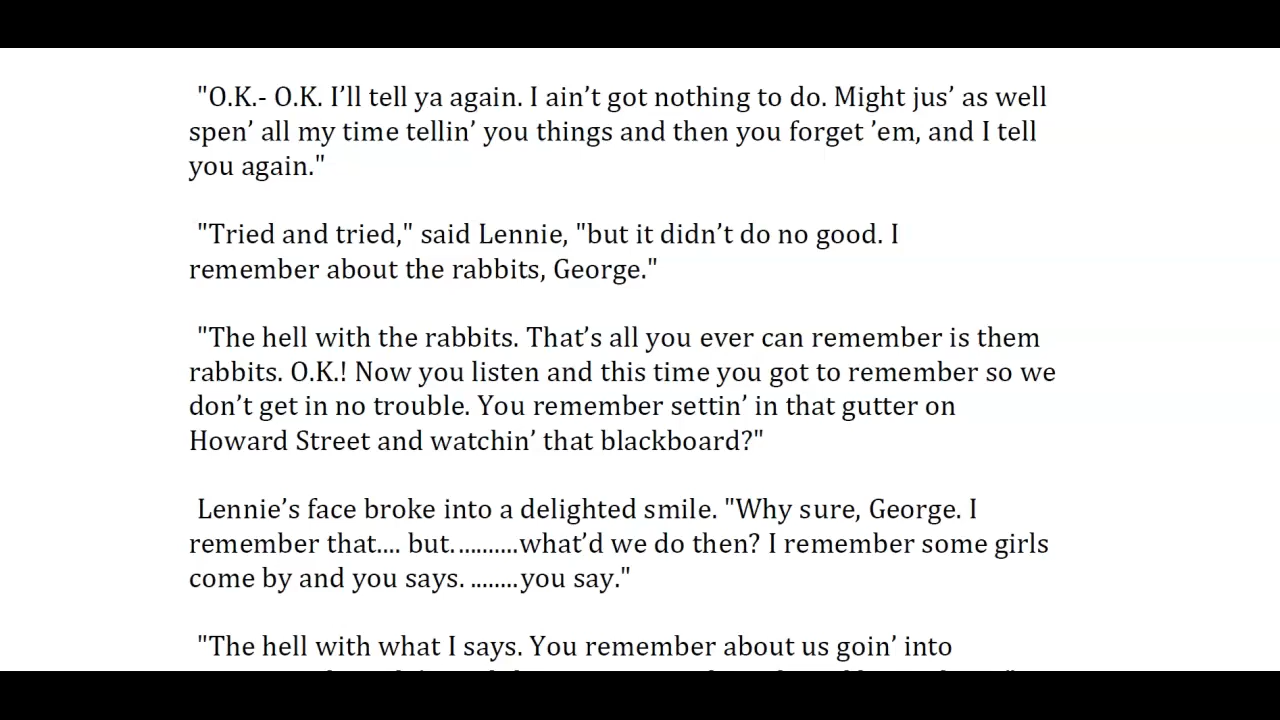 "O.K.- O.K. I’ll tell ya again. I ain’t got nothing to do. Might jus’ as well
spen’ all my time tellin’ you things and then you forget ’em, and I tell
you again."
"Tried and tried," said Lennie, "but it didn’t do no good. I
remember about the rabbits, George."
"The hell with the rabbits. That’s all you ever can remember is them
rabbits. O.K.! Now you listen and this time you got to remember so we
don’t get in no trouble. You remember settin’ in that gutter on
Howard Street and watchin’ that blackboard?"
Lennie’s face broke into a delighted smile. "Why sure, George. I
remember that.... but..........what’d we do then? I remember some girls
come by and you says. ........you say."
"The hell with what I says. You remember about us goin’ into